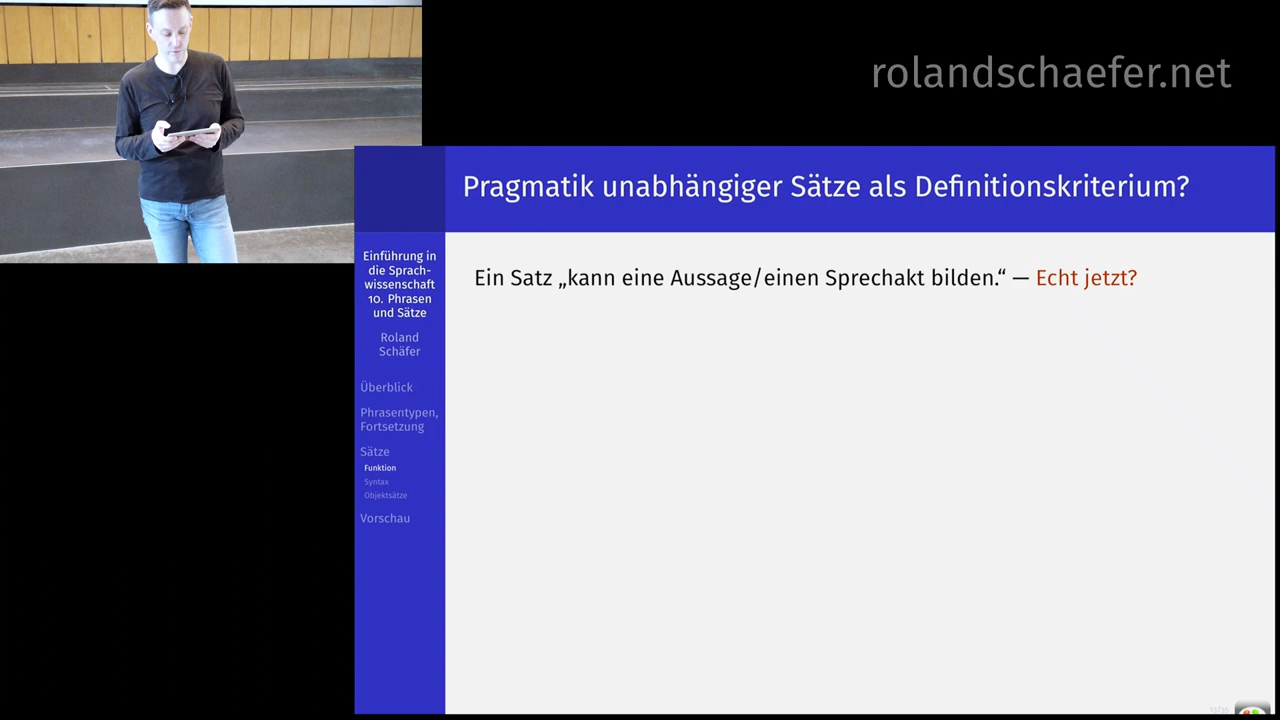 rolandschaefer.net
Pragmatik unabhängiger Sätze als Definitionskriterium?
Einführung in
die Sprach-
wissenschaft
10. Phrasen
und Sätze
Roland
Schäfer
Überblick
Phrasentypen,
Fortsetzung
Sätze
Funktion
Syntax
Objektsätze
Vorschau
Ein Satz „kann eine Aussage/einen Sprechakt bilden.“ — Echt jetzt?